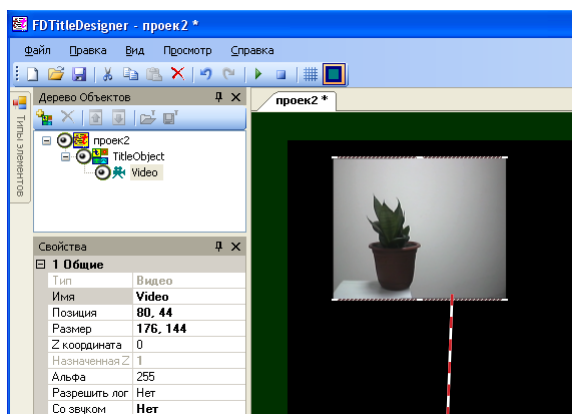 FDTitleDesigner - проек2 *
Файл Правка Вид Просмотр Справка
Дерево Объектов
проек2 *
Типы элементов
проек2
TitleObject
Video
Свойства
1 Общие
Тип Видео
Имя Video
Позиция 80, 44
Размер 176, 144
Z координата 0
Назначенная Z 1
Альфа 255
Разрешить лог Нет
Со звуком Нет